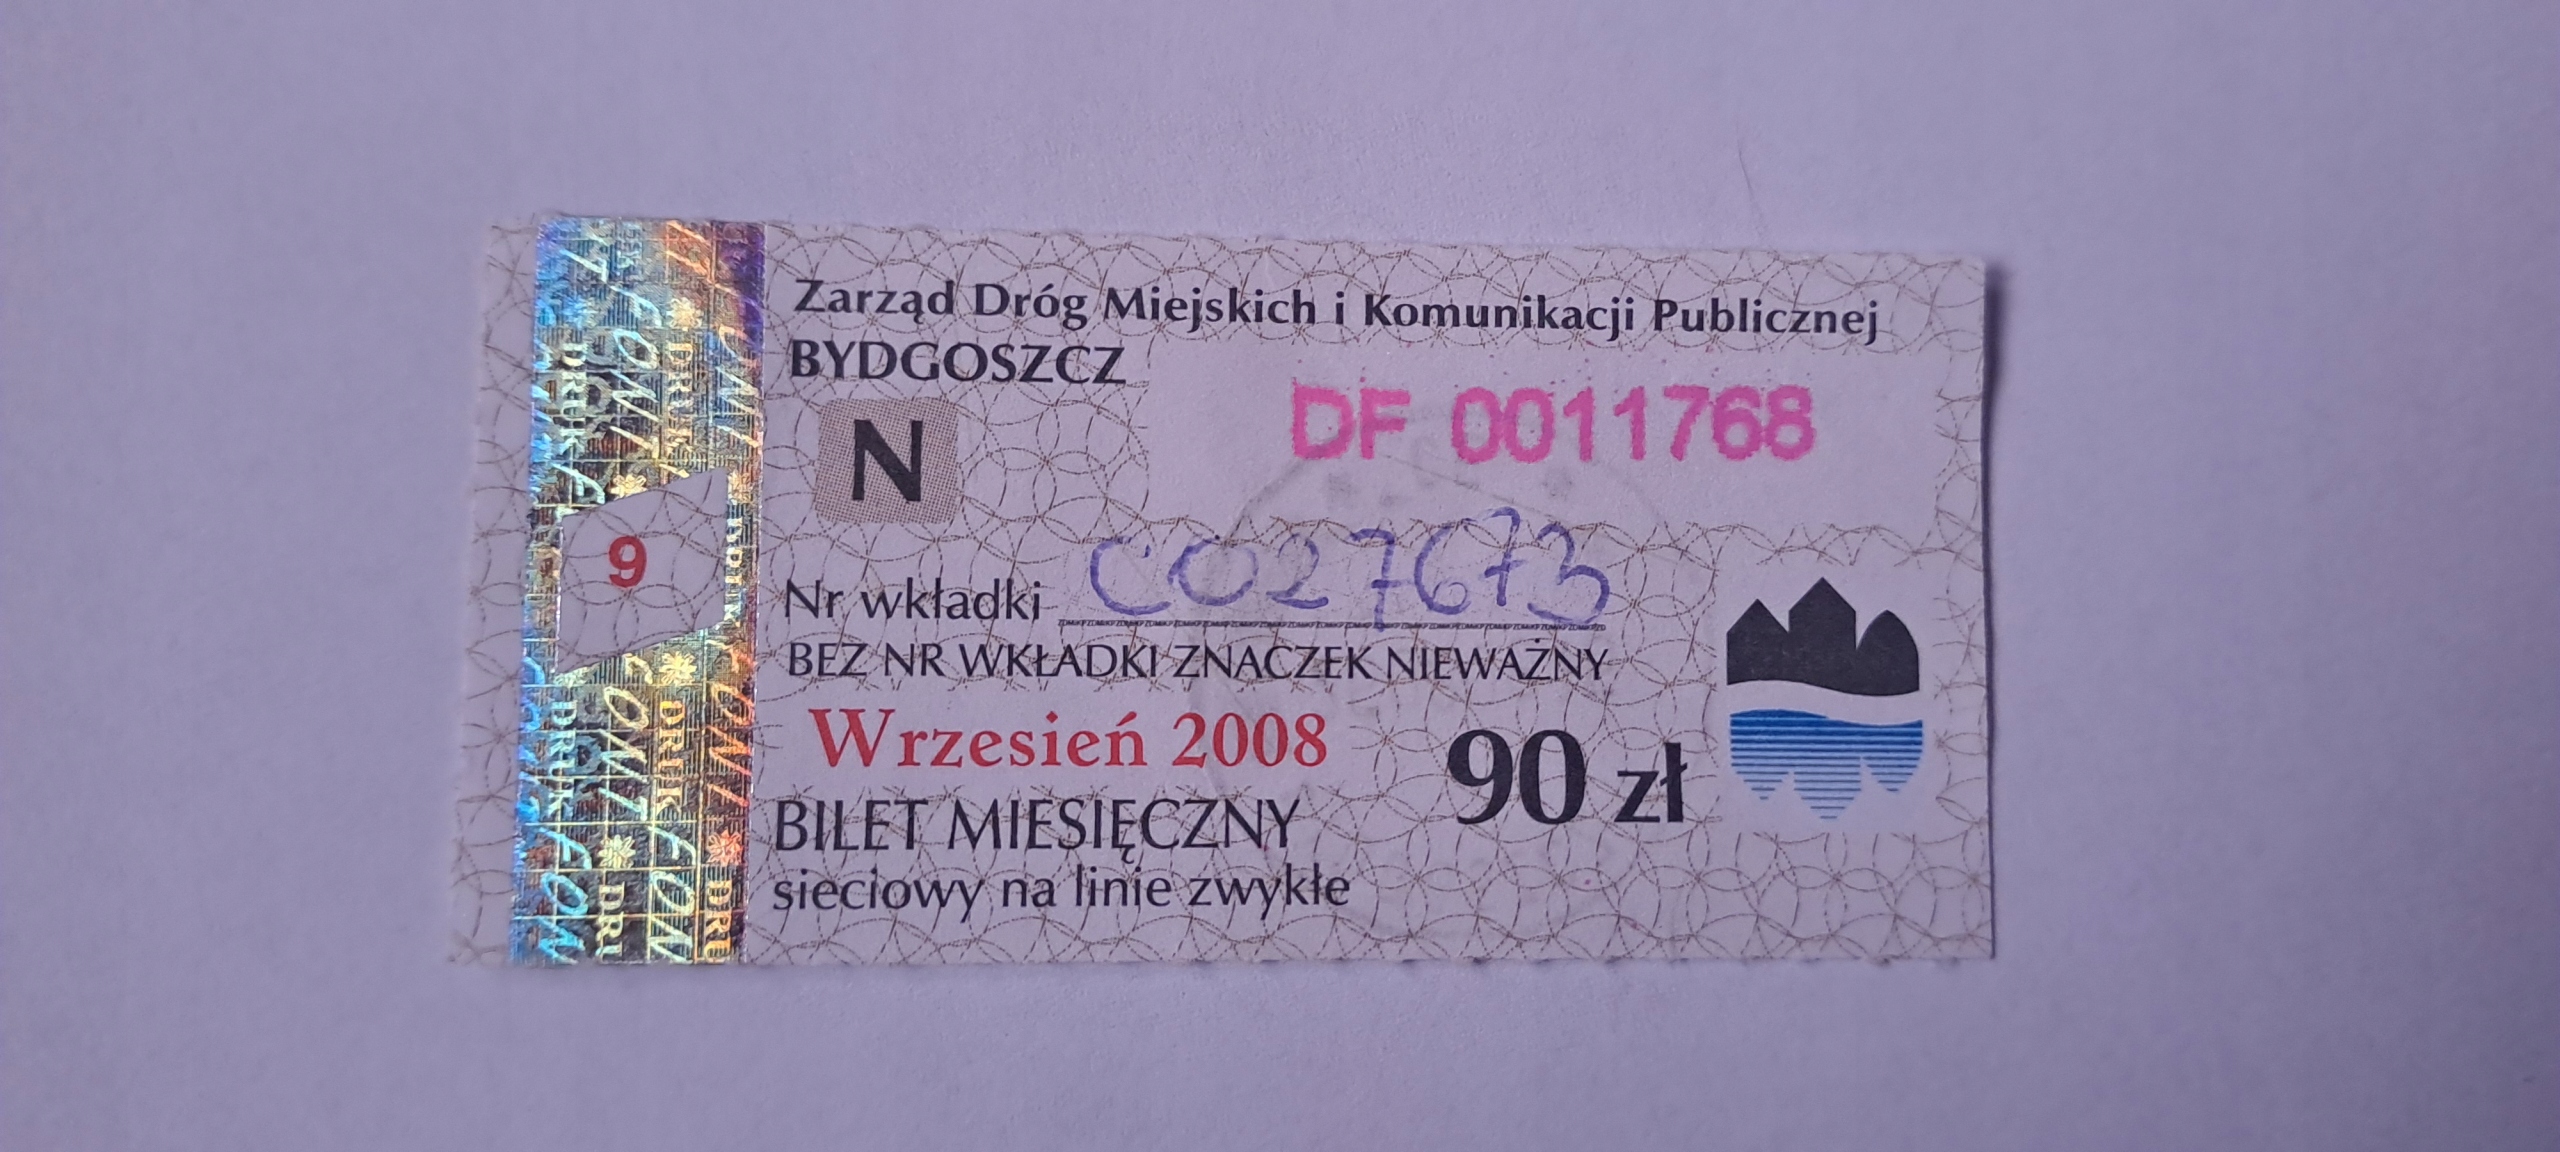 Zarząd Dróg Miejskich i Komunikacji Publicznej
BYDGOSZCZ
DF 0011768
N
9
Nr wkładki CO27673
BEZ NR WKŁADKI ZNACZEK NIEWAŻNY
Wrzesień 2008
90 zł
BILET MIESIĘCZNY
sieciowy na linie zwykłe